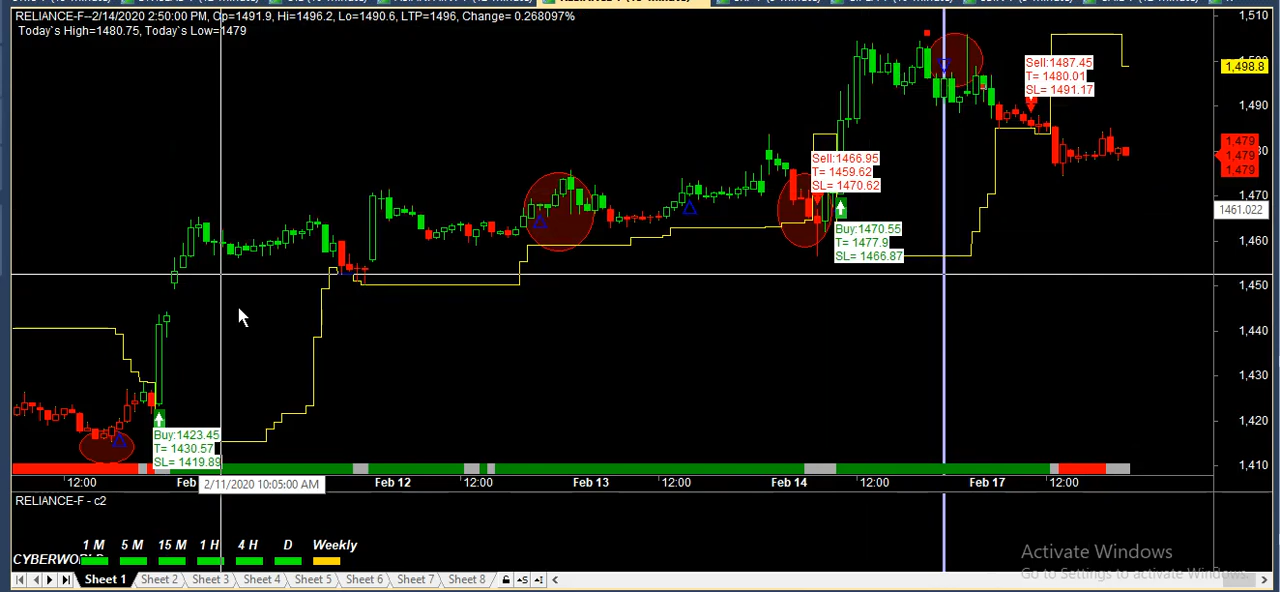 RELIANCE-F--2/14/2020 2:50:00 PM, Op=1491.9, Hi=1496.2, Lo=1490.6, LTP=1496, Change= 0.268097%
Today`s High=1480.75, Today`s Low=1479
1,510
1,498.8
1,490
1,479
1,479
1,479
1,470
1461.022
1,460
1,450
1,440
1,430
1,420
1,410
Sell:1487.45
T= 1480.01
SL= 1491.17
Sell:1466.95
T= 1459.62
SL= 1470.62
Buy:1470.55
T= 1477.9
SL= 1466.87
Buy:1423.45
T= 1430.57
SL= 1419.89
12:00 Feb 2/11/2020 10:05:00 AM Feb 12 12:00 Feb 13 12:00 Feb 14 12:00 Feb 17 12:00
RELIANCE-F - c2
1 M 5 M 15 M 1 H 4 H D Weekly
Activate Windows
Go to Settings to activate Windows.
Sheet 1 Sheet 2 Sheet 3 Sheet 4 Sheet 5 Sheet 6 Sheet 7 Sheet 8